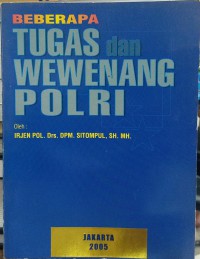 BEBERAPA
TUGAS dan
WEWENANG
POLRI
Oleh :
IRJEN POL. Drs. DPM. SITOMPUL, SH. MH.
JAKARTA
2005